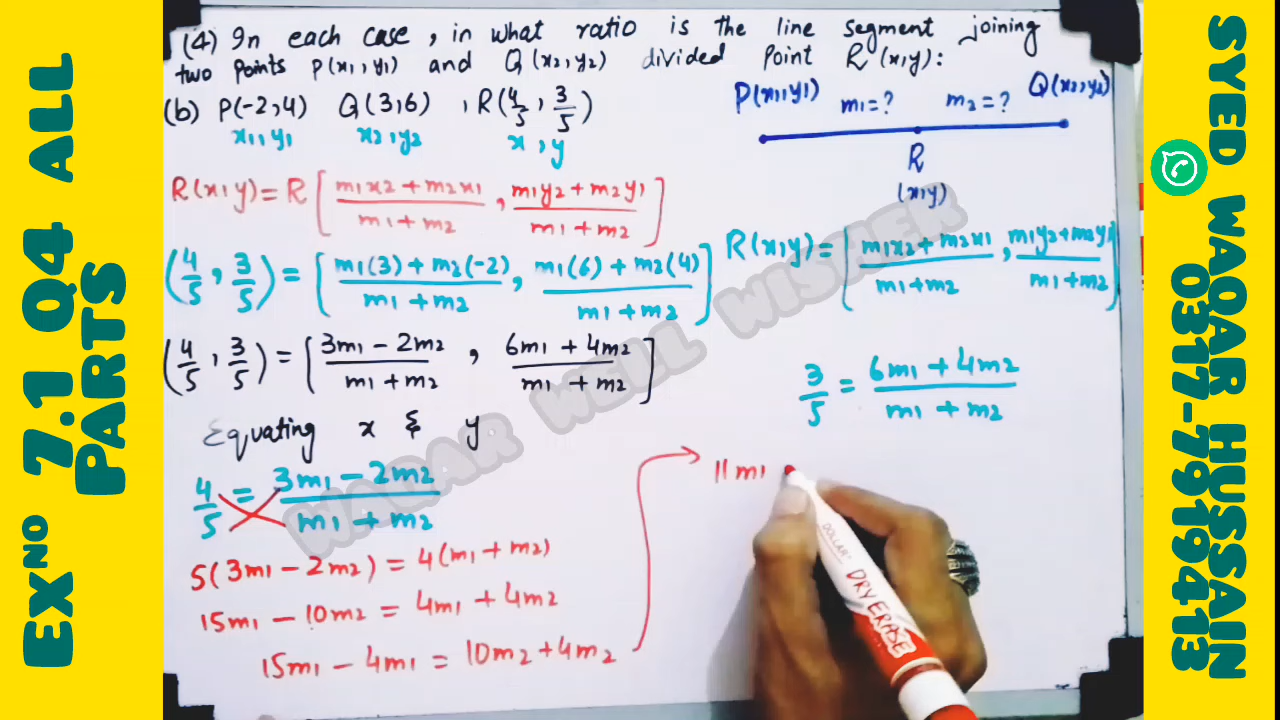 EXᴺᴼ 7.1 Q4 ALL
PARTS
(4) In each case, in what ratio is the line segment joining
two points P(x1, y1) and Q(x2, y2) divided Point R(x, y):
(b) P(-2, 4) Q(3, 6) , R(4/5 , 3/5)
x1, y1 x2, y2 x , y
P(x1, y1) m1 = ? m2 = ? Q(x2, y2)
R
(x, y)
R(x, y) = R [ (m1x2 + m2x1)/(m1 + m2) , (m1y2 + m2y1)/(m1 + m2) ]
(4/5 , 3/5) = [ (m1(3) + m2(-2))/(m1 + m2) , (m1(6) + m2(4))/(m1 + m2) ]
(4/5 , 3/5) = [ (3m1 - 2m2)/(m1 + m2) , (6m1 + 4m2)/(m1 + m2) ]
Equating x & y
4/5 = (3m1 - 2m2)/(m1 + m2)
5(3m1 - 2m2) = 4(m1 + m2)
15m1 - 10m2 = 4m1 + 4m2
15m1 - 4m1 = 10m2 + 4m2
R(x, y) = [ (m1x2 + m2x1)/(m1 + m2) , (m1y2 + m2y1)/(m1 + m2) ]
3/5 = (6m1 + 4m2)/(m1 + m2)
11m1
WAQAR WELL WISHER
DOLLAR
DRY ERASE
SYED WAQAR HUSSAIN
0317-7919413